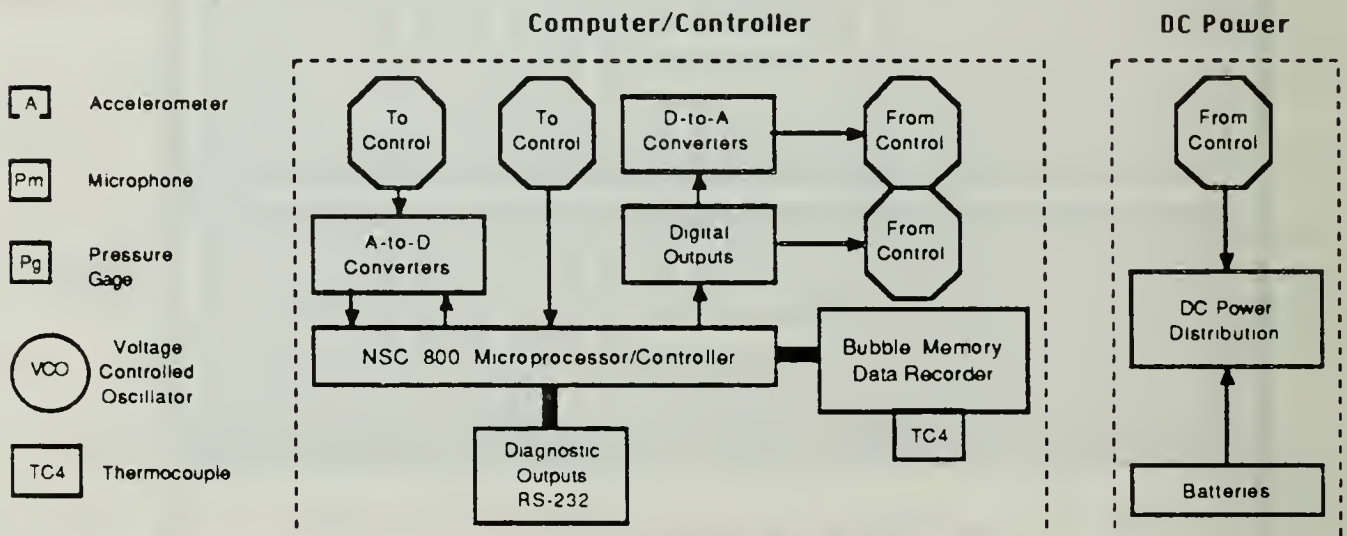 Computer/Controller
DC Power
A
Accelerometer
Pm
Microphone
Pg
Pressure
Gage
VCO
Voltage
Controlled
Oscillator
TC4
Thermocouple
To
Control
To
Control
D-to-A
Converters
From
Control
A-to-D
Converters
Digital
Outputs
From
Control
NSC 800 Microprocessor/Controller
Bubble Memory
Data Recorder
TC4
Diagnostic
Outputs
RS-232
From
Control
DC Power
Distribution
Batteries